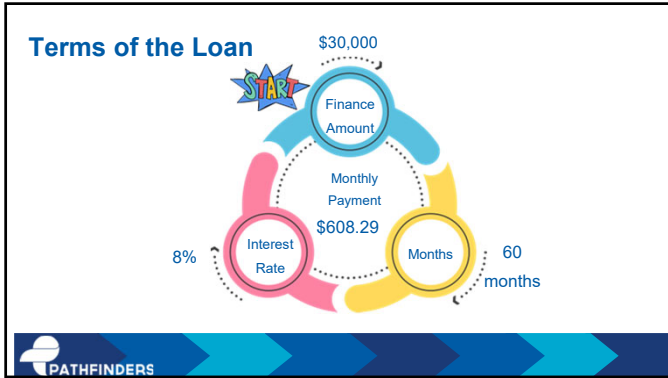 Terms of the Loan
$30,000
START
Finance
Amount
Monthly
Payment
$608.29
Interest
Rate
8%
Months
60
months
PATHFINDERS